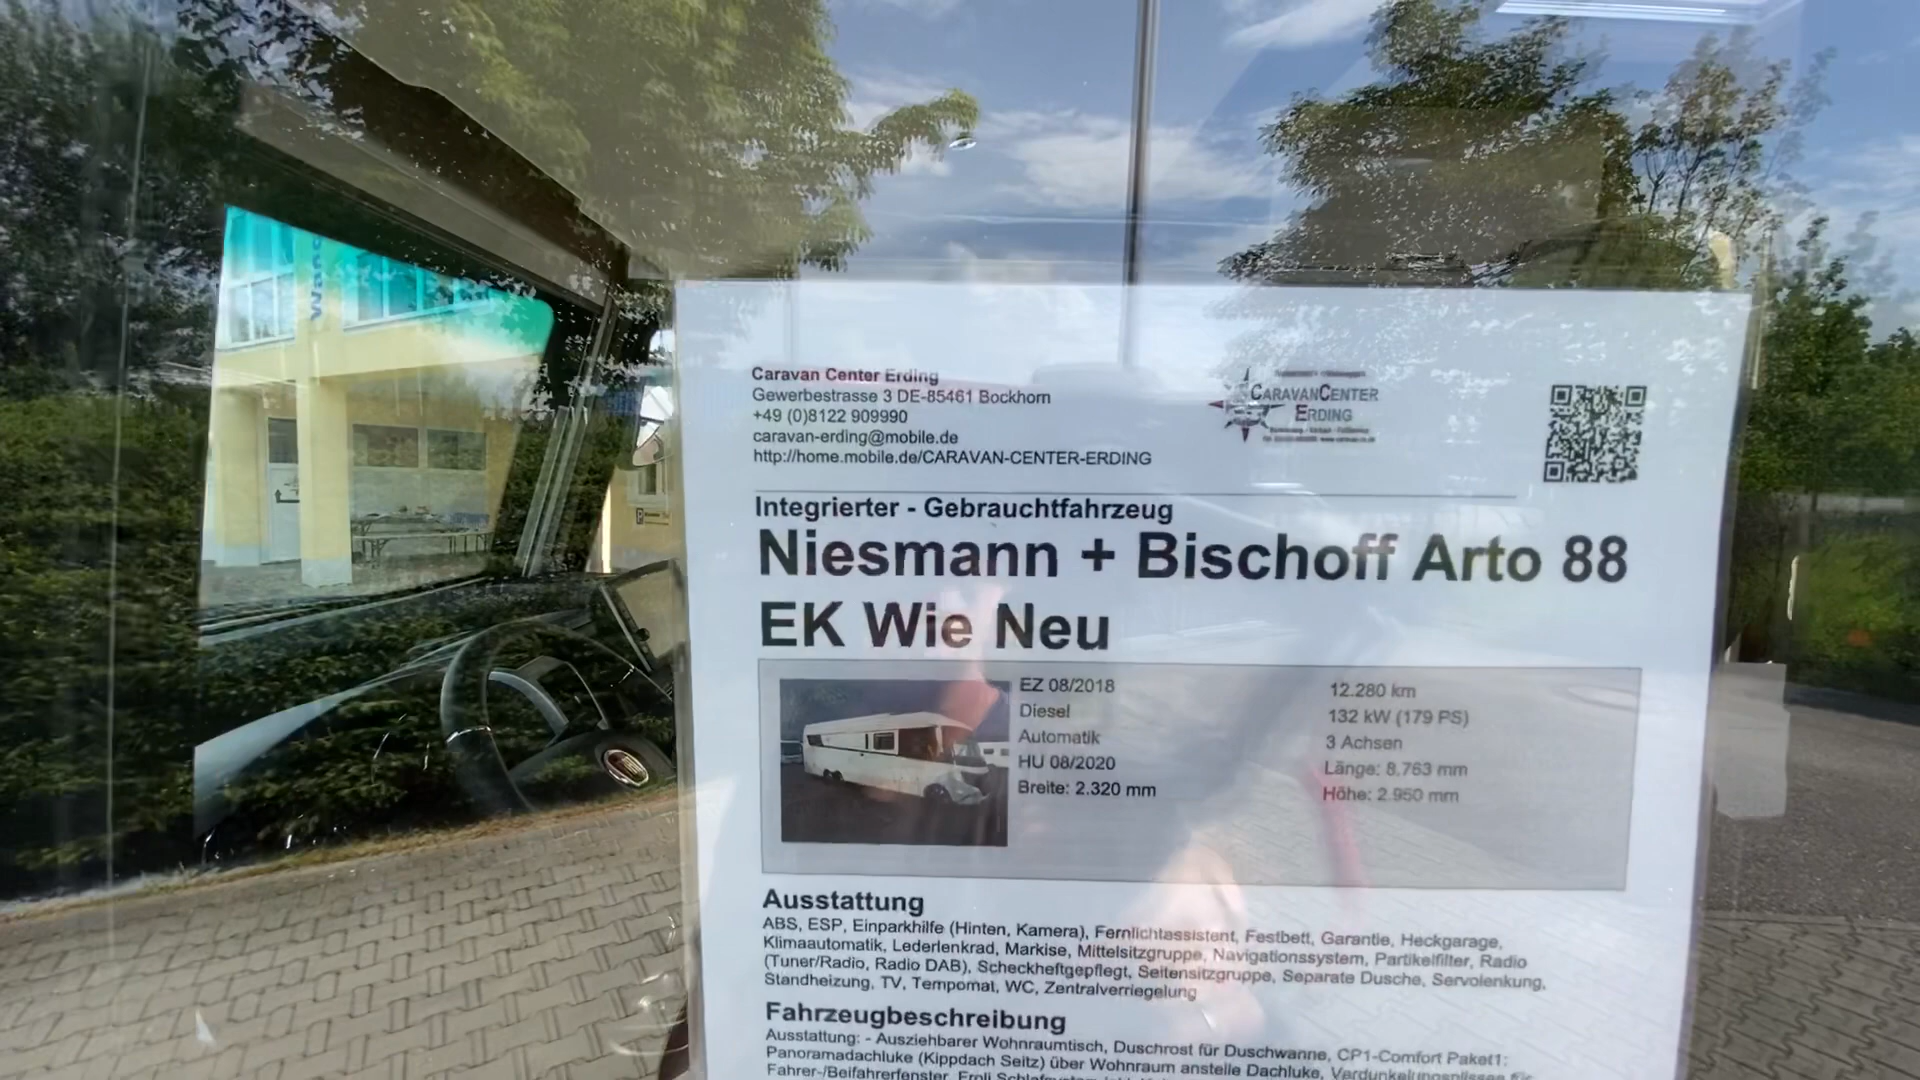 Caravan Center Erding
Gewerbestrasse 3 DE-85461 Bockhorn
+49 (0)8122 909990
caravan-erding@mobile.de
http://home.mobile.de/CARAVAN-CENTER-ERDING
CARAVANCENTER
ERDING
Integrierter - Gebrauchtfahrzeug
Niesmann + Bischoff Arto 88
EK Wie Neu
EZ 08/2018
Diesel
Automatik
HU 08/2020
Breite: 2.320 mm
12.280 km
132 kW (179 PS)
3 Achsen
Länge: 8.763 mm
Höhe: 2.950 mm
Ausstattung
ABS, ESP, Einparkhilfe (Hinten, Kamera), Fernlichtassistent, Festbett, Garantie, Heckgarage,
Klimaautomatik, Lederlenkrad, Markise, Mittelsitzgruppe, Navigationssystem, Partikelfilter, Radio
(Tuner/Radio, Radio DAB), Scheckheftgepflegt, Seitensitzgruppe, Separate Dusche, Servolenkung,
Standheizung, TV, Tempomat, WC, Zentralverriegelung
Fahrzeugbeschreibung
Ausstattung: - Ausziehbarer Wohnraumtisch, Duschrost für Duschwanne, CP1-Comfort Paket1:
Panoramadachluke (Kippdach Seitz) über Wohnraum anstelle Dachluke, Verdunkelungsplissee für
Fahrer-/Beifahrerfenster, Froli